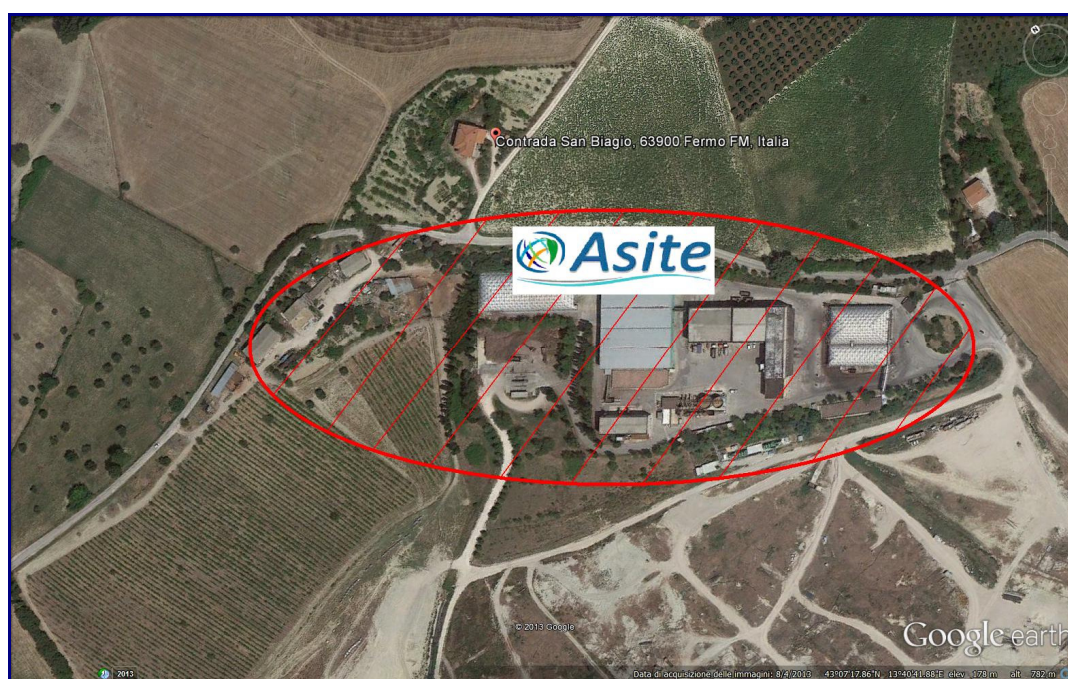 Contrada San Biagio, 63900 Fermo FM, Italia
Asite
© 2013 Google
Google earth
2013
Data di acquisizione delle immagini: 8/4/2013 43°07'17.86"N 13°40'41.88"E elev 178 m alt 782 m